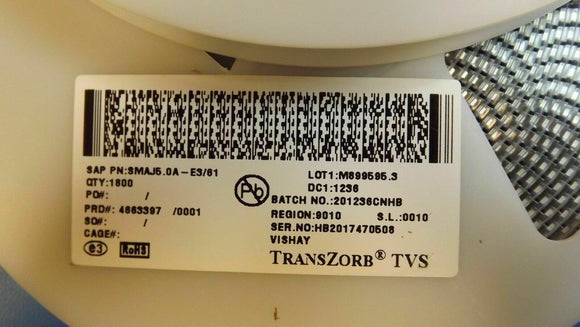 SAP PN:SMAJ5.0A-E3/61
LOT1:M899595.3
QTY:1800
DC1:1236
PO#: /
BATCH NO.:201236CNHB
PRD#: 4663397 /0001
REGION:9010 S.L.:0010
SO#: /
SER.NO:HB2017470508
CAGE#:
VISHAY
Pb
e3
RoHS
TRANSZORB® TVS